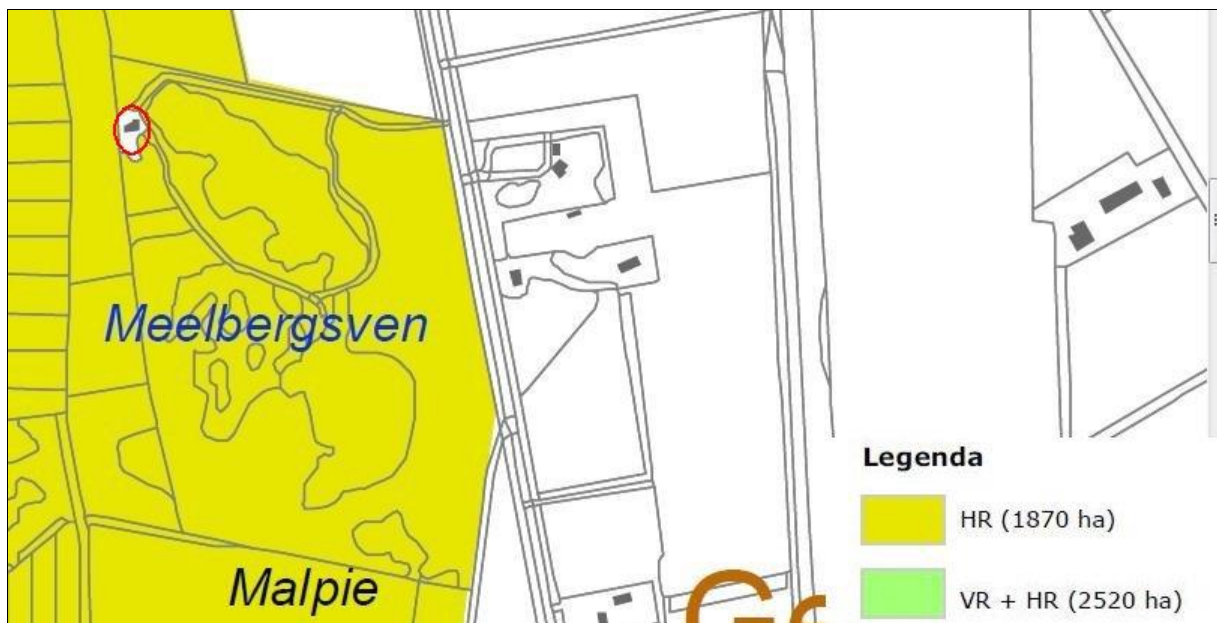 Meelbergsven
Malpie
Legenda
HR (1870 ha)
VR + HR (2520 ha)